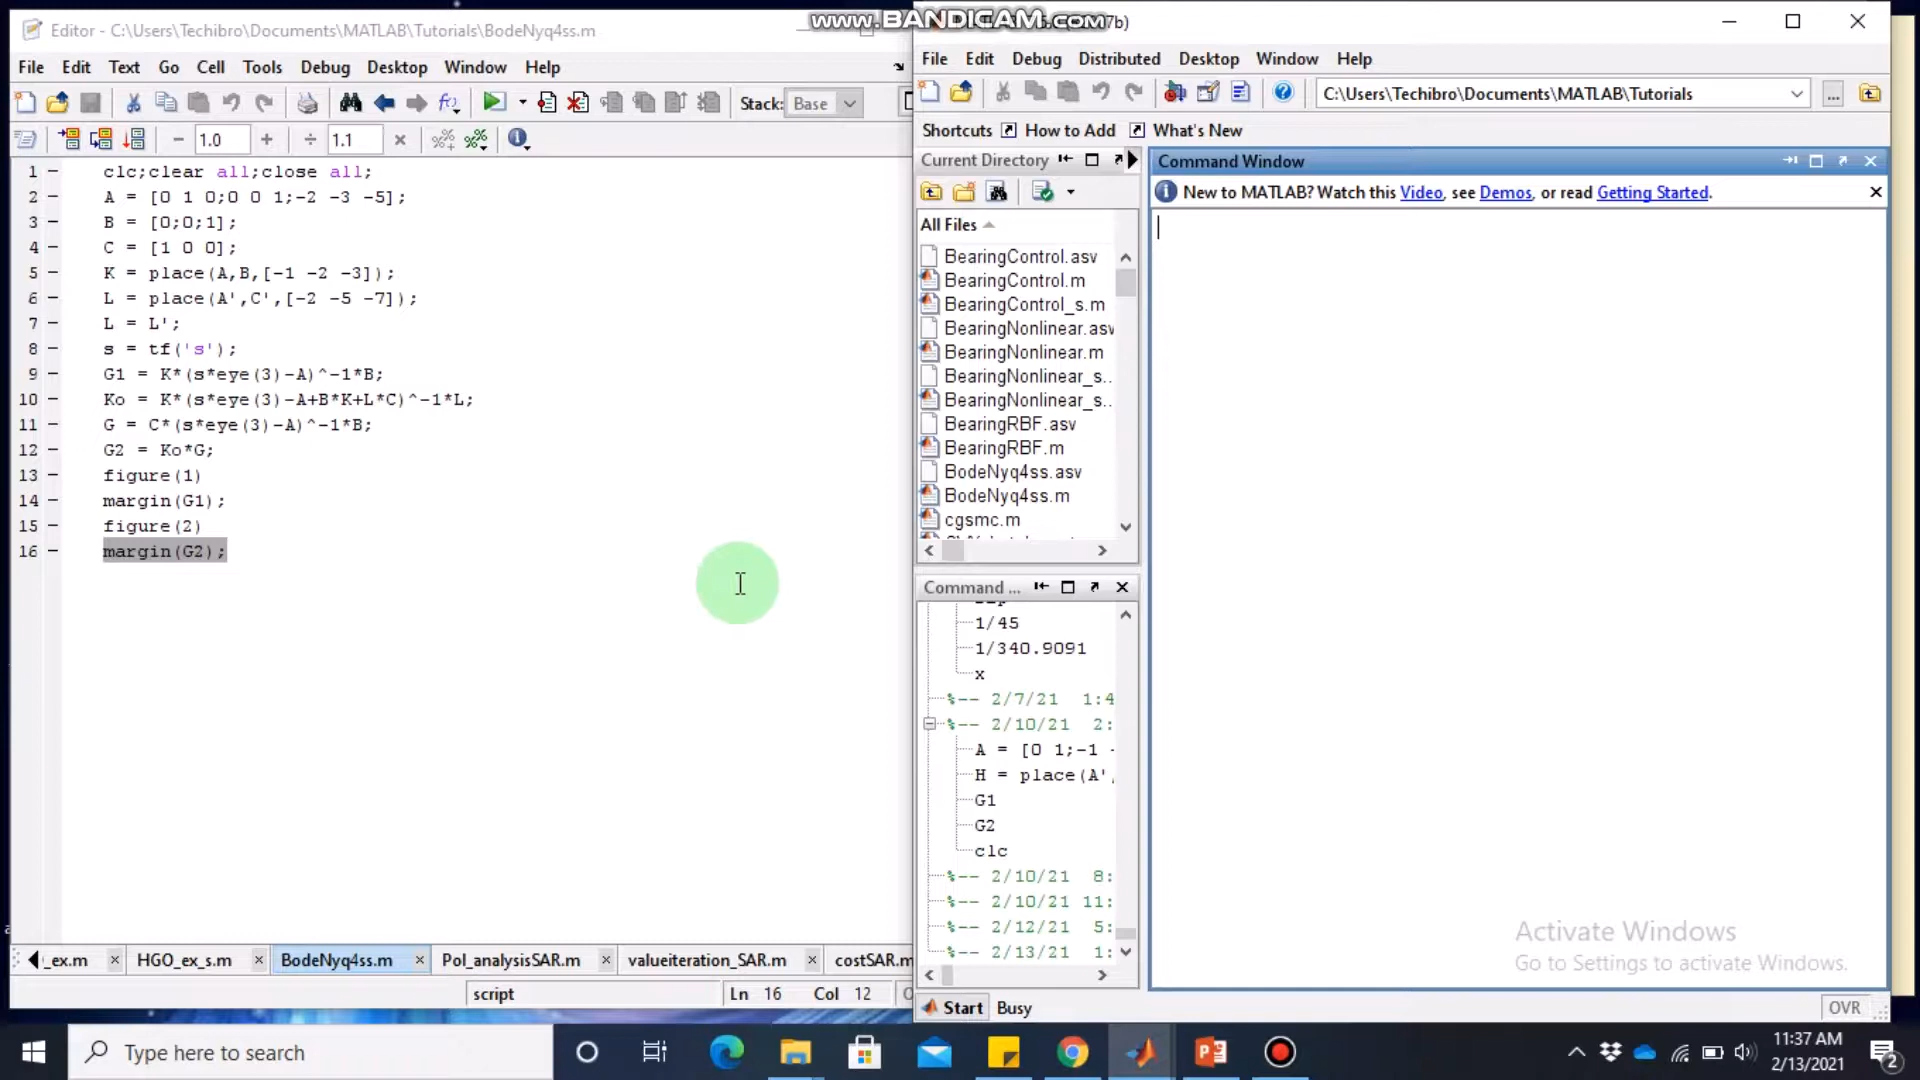 www.BANDICAM.com
Editor - C:\Users\Techibro\Documents\MATLAB\Tutorials\BodeNyq4ss.m
File Edit Text Go Cell Tools Debug Desktop Window Help
Stack: Base
1.0
1.1
1 clc;clear all;close all;
2 A = [0 1 0;0 0 1;-2 -3 -5];
3 B = [0;0;1];
4 C = [1 0 0];
5 K = place(A,B,[-1 -2 -3]);
6 L = place(A',C',[-2 -5 -7]);
7 L = L';
8 s = tf('s');
9 G1 = K*(s*eye(3)-A)^-1*B;
10 Ko = K*(s*eye(3)-A+B*K+L*C)^-1*L;
11 G = C*(s*eye(3)-A)^-1*B;
12 G2 = Ko*G;
13 figure(1)
14 margin(G1);
15 figure(2)
16 margin(G2);
_ex.m HGO_ex_s.m BodeNyq4ss.m Pol_analysisSAR.m valueiteration_SAR.m costSAR.m
script Ln 16 Col 12
File Edit Debug Distributed Desktop Window Help
C:\Users\Techibro\Documents\MATLAB\Tutorials
Shortcuts How to Add What's New
Current Directory
All Files
BearingControl.asv
BearingControl.m
BearingControl_s.m
BearingNonlinear.asv
BearingNonlinear.m
BearingNonlinear_s..
BearingNonlinear_s..
BearingRBF.asv
BearingRBF.m
BodeNyq4ss.asv
BodeNyq4ss.m
cgsmc.m
Command ...
1/45
1/340.9091
x
%-- 2/7/21 1:4
%-- 2/10/21 2:
A = [0 1;-1 -
H = place(A',
G1
G2
clc
%-- 2/10/21 8:
%-- 2/10/21 11:
%-- 2/12/21 5:
%-- 2/13/21 1:
Command Window
New to MATLAB? Watch this Video, see Demos, or read Getting Started.
Activate Windows
Go to Settings to activate Windows.
Start Busy
OVR
Type here to search
11:37 AM
2/13/2021
2